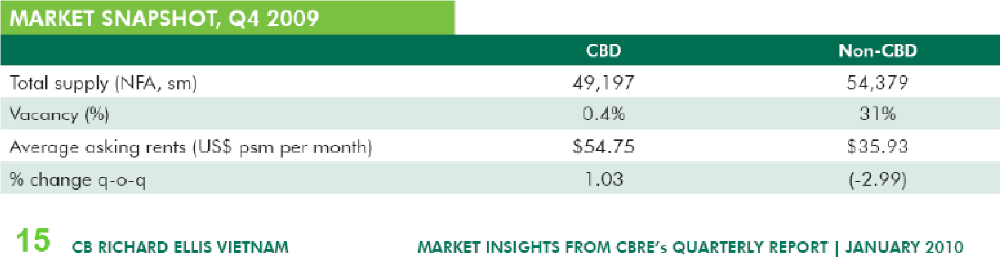 MARKET SNAPSHOT, Q4 2009
CBD Non-CBD
Total supply (NFA, sm) 49,197 54,379
Vacancy (%) 0.4% 31%
Average asking rents (US$ psm per month) $54.75 $35.93
% change q-o-q 1.03 (-2.99)
15 CB RICHARD ELLIS VIETNAM MARKET INSIGHTS FROM CBRE’s QUARTERLY REPORT | JANUARY 2010